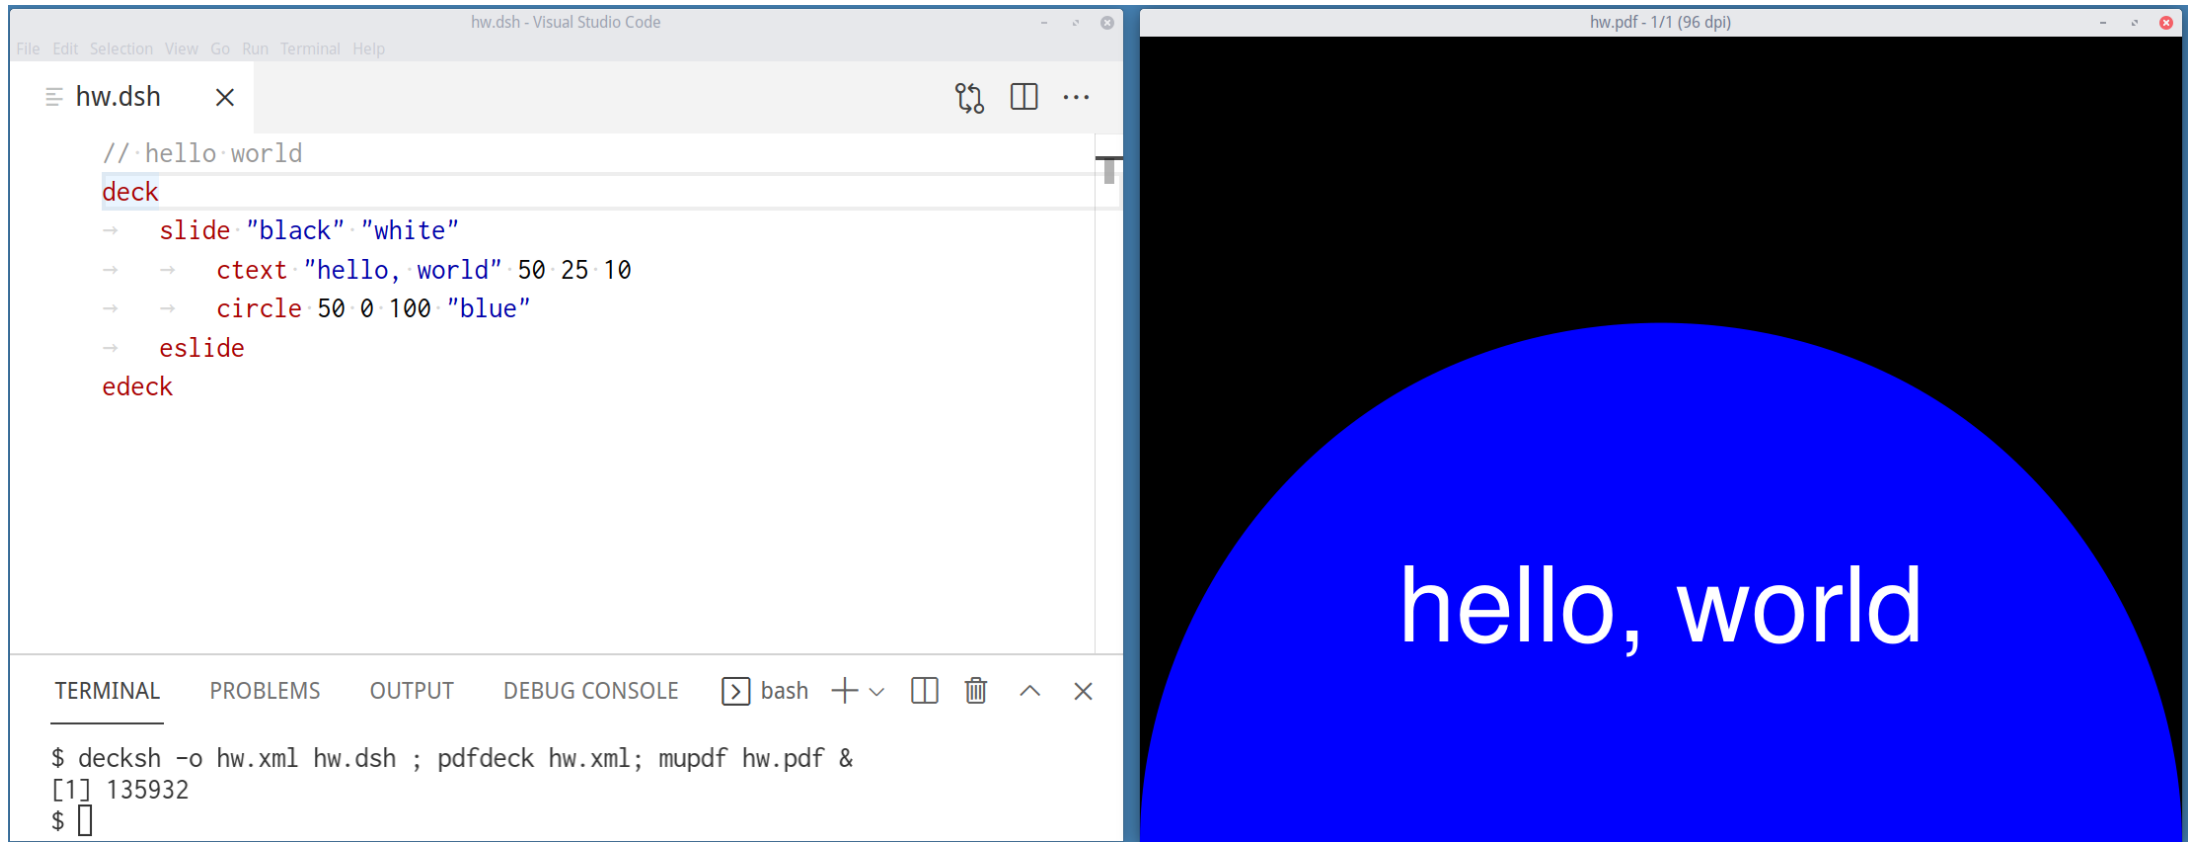 hw.dsh - Visual Studio Code
File Edit Selection View Go Run Terminal Help
hw.dsh
// hello world
deck
slide "black" "white"
ctext "hello, world" 50 25 10
circle 50 0 100 "blue"
eslide
edeck
TERMINAL PROBLEMS OUTPUT DEBUG CONSOLE bash
$ decksh -o hw.xml hw.dsh ; pdfdeck hw.xml; mupdf hw.pdf &
[1] 135932
$
hw.pdf - 1/1 (96 dpi)
hello, world